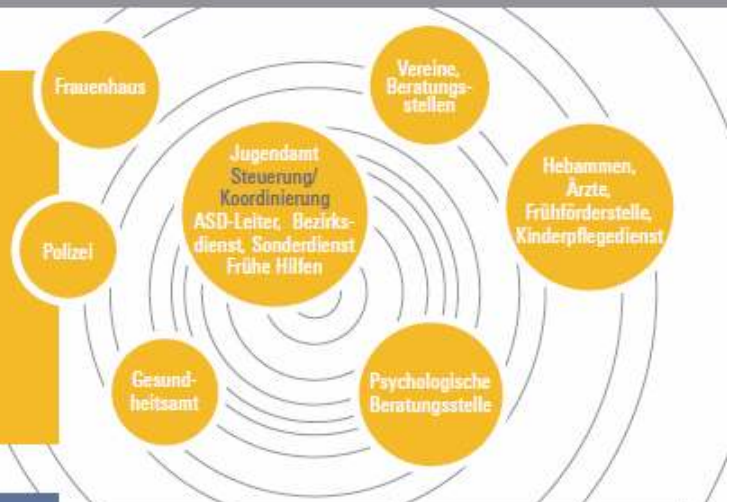 Frauenhaus
Vereine,
Beratungs-
stellen
Jugendamt
Steuerung/
Koordinierung
ASD-Leiter, Bezirks-
dienst, Sonderdienst
Frühe Hilfen
Hebammen,
Ärzte,
Frühförderstelle,
Kinderpflegedienst
Polizei
Gesund-
heitsamt
Psychologische
Beratungsstelle